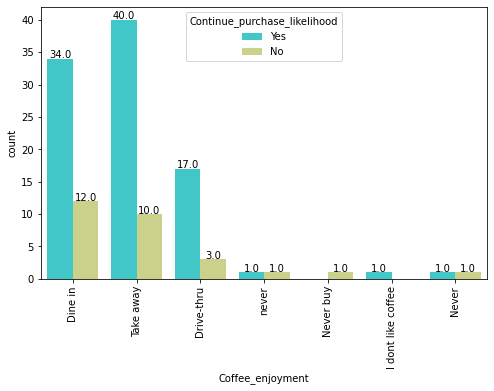 Continue_purchase_likelihood
Yes
No
40
35
30
25
20
15
10
5
0
count
34.0
12.0
40.0
10.0
17.0
3.0
1.0
1.0
1.0
1.0
1.0
1.0
Dine in
Take away
Drive-thru
never
Never buy
I dont like coffee
Never
Coffee_enjoyment